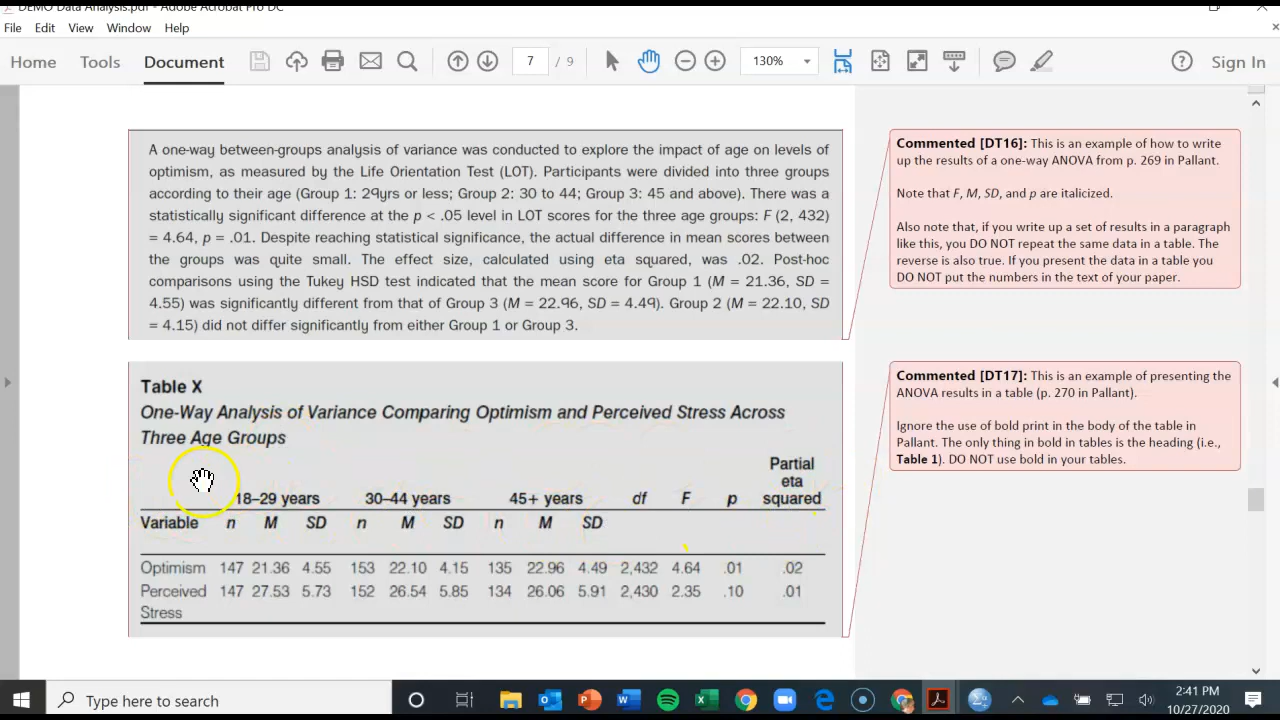 DEMO Data Analysis.pdf - Adobe Acrobat Pro DC
File Edit View Window Help
Home Tools Document 7 / 9 130% Sign In
A one-way between-groups analysis of variance was conducted to explore the impact of age on levels of
optimism, as measured by the Life Orientation Test (LOT). Participants were divided into three groups
according to their age (Group 1: 29yrs or less; Group 2: 30 to 44; Group 3: 45 and above). There was a
statistically significant difference at the p < .05 level in LOT scores for the three age groups: F (2, 432)
= 4.64, p = .01. Despite reaching statistical significance, the actual difference in mean scores between
the groups was quite small. The effect size, calculated using eta squared, was .02. Post-hoc
comparisons using the Tukey HSD test indicated that the mean score for Group 1 (M = 21.36, SD =
4.55) was significantly different from that of Group 3 (M = 22.96, SD = 4.49). Group 2 (M = 22.10, SD
= 4.15) did not differ significantly from either Group 1 or Group 3.
Commented [DT16]: This is an example of how to write
up the results of a one-way ANOVA from p. 269 in Pallant.
Note that F, M, SD, and p are italicized.
Also note that, if you write up a set of results in a paragraph
like this, you DO NOT repeat the same data in a table. The
reverse is also true. If you present the data in a table you
DO NOT put the numbers in the text of your paper.
Table X
One-Way Analysis of Variance Comparing Optimism and Perceived Stress Across
Three Age Groups
Partial
eta
18–29 years 30–44 years 45+ years df F p squared
Variable n M SD n M SD n M SD
Optimism 147 21.36 4.55 153 22.10 4.15 135 22.96 4.49 2,432 4.64 .01 .02
Perceived 147 27.53 5.73 152 26.54 5.85 134 26.06 5.91 2,430 2.35 .10 .01
Stress
Commented [DT17]: This is an example of presenting the
ANOVA results in a table (p. 270 in Pallant).
Ignore the use of bold print in the body of the table in
Pallant. The only thing in bold in tables is the heading (i.e.,
Table 1). DO NOT use bold in your tables.
Type here to search
2:41 PM
10/27/2020